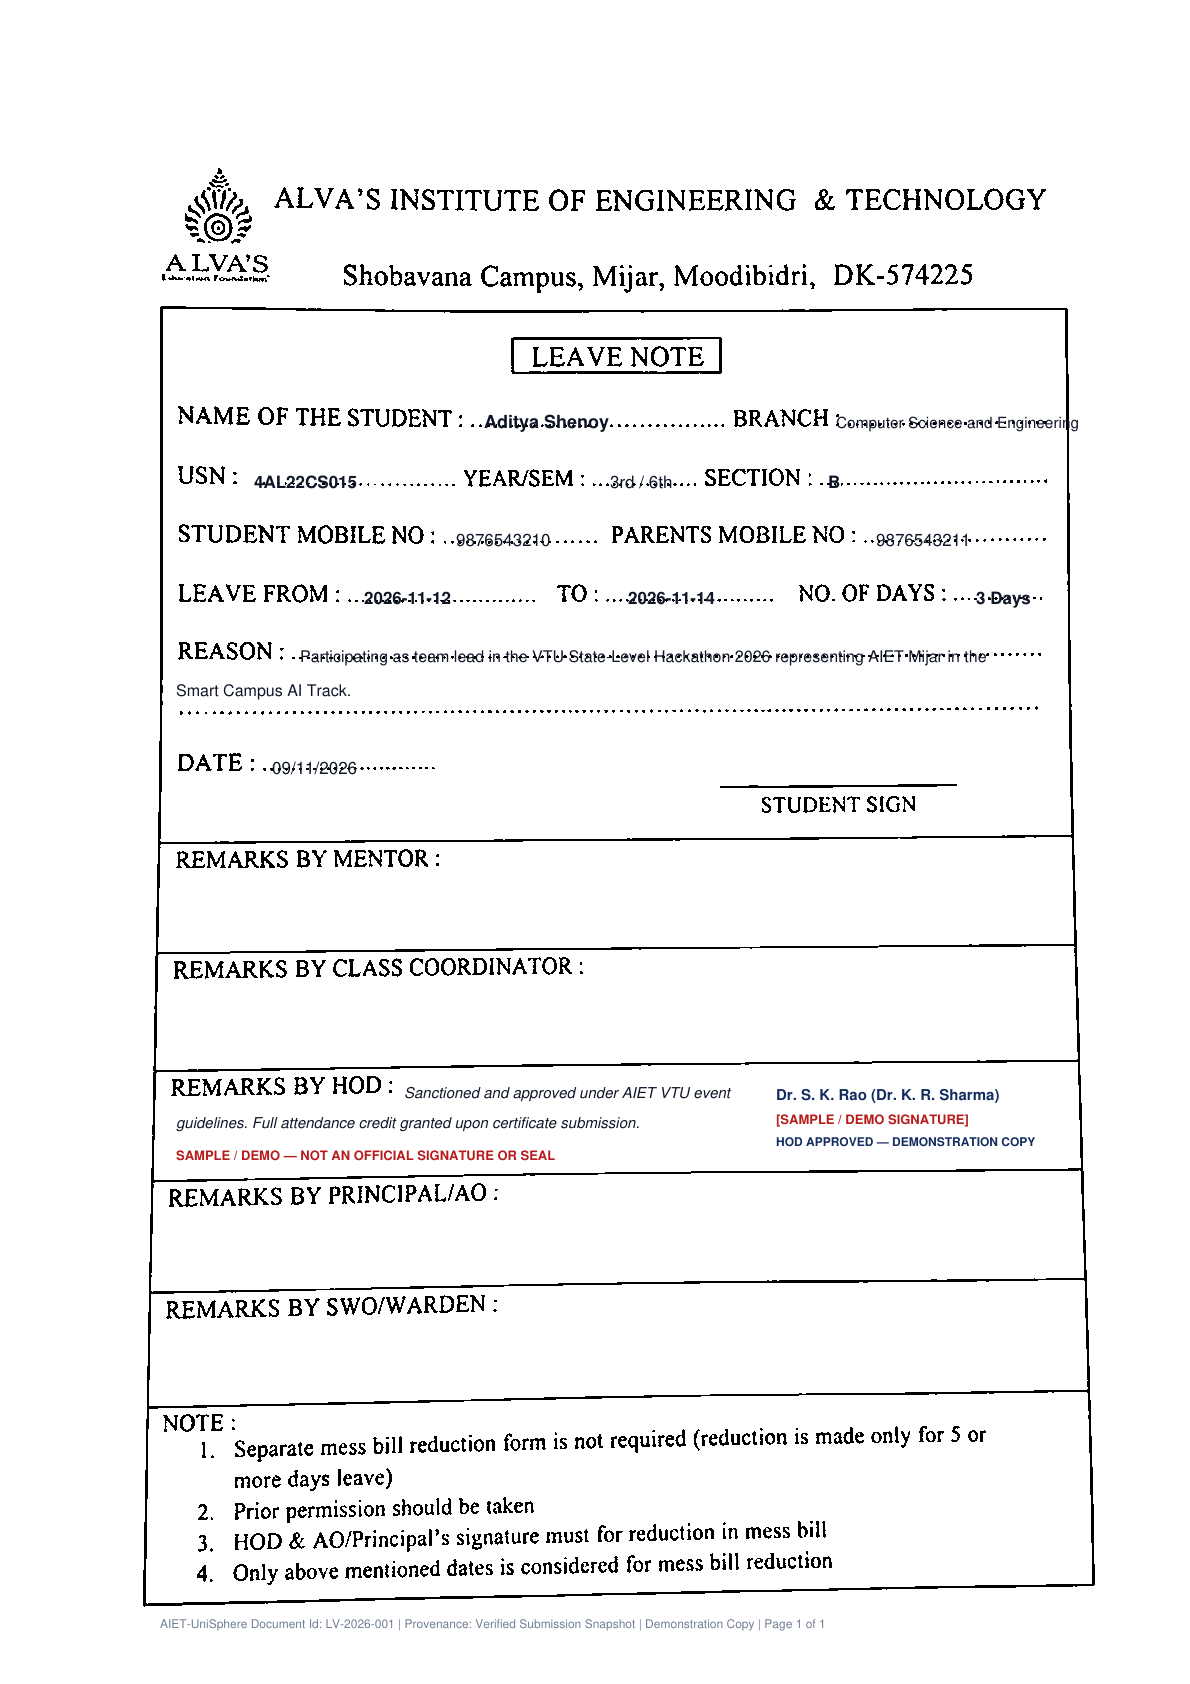 ALVA'S
Education Foundation
ALVA'S INSTITUTE OF ENGINEERING & TECHNOLOGY
Shobavana Campus, Mijar, Moodibidri, DK-574225
LEAVE NOTE
NAME OF THE STUDENT : Aditya Shenoy BRANCH : Computer Science and Engineering
USN : 4AL22CS015 YEAR/SEM : 3rd / 6th SECTION : B
STUDENT MOBILE NO : 9876543210 PARENTS MOBILE NO : 9876543211
LEAVE FROM : 2026-11-12 TO : 2026-11-14 NO. OF DAYS : 3 Days
REASON : Participating as team lead in the VTU State Level Hackathon 2026 representing AIET Mijar in the
Smart Campus AI Track.
DATE : 09/11/2026
STUDENT SIGN
REMARKS BY MENTOR :
REMARKS BY CLASS COORDINATOR :
REMARKS BY HOD : Sanctioned and approved under AIET VTU event
guidelines. Full attendance credit granted upon certificate submission.
SAMPLE / DEMO — NOT AN OFFICIAL SIGNATURE OR SEAL
Dr. S. K. Rao (Dr. K. R. Sharma)
[SAMPLE / DEMO SIGNATURE]
HOD APPROVED — DEMONSTRATION COPY
REMARKS BY PRINCIPAL/AO :
REMARKS BY SWO/WARDEN :
NOTE :
1. Separate mess bill reduction form is not required (reduction is made only for 5 or
more days leave)
2. Prior permission should be taken
3. HOD & AO/Principal's signature must for reduction in mess bill
4. Only above mentioned dates is considered for mess bill reduction
AIET-UniSphere Document Id: LV-2026-001 | Provenance: Verified Submission Snapshot | Demonstration Copy | Page 1 of 1